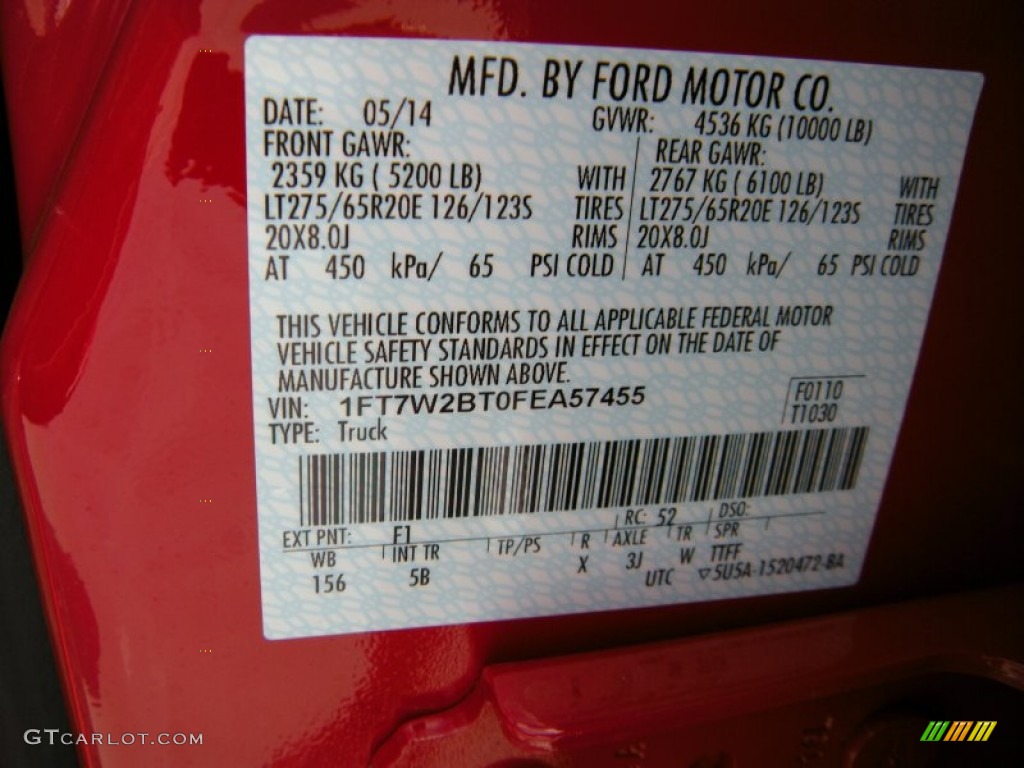 MFD. BY FORD MOTOR CO.
DATE: 05/14 GVWR: 4536 KG (10000 LB)
FRONT GAWR: REAR GAWR:
2359 KG ( 5200 LB) WITH 2767 KG ( 6100 LB) WITH
LT275/65R20E 126/123S TIRES LT275/65R20E 126/123S TIRES
20X8.0J RIMS 20X8.0J RIMS
AT 450 kPa/ 65 PSI COLD AT 450 kPa/ 65 PSI COLD
THIS VEHICLE CONFORMS TO ALL APPLICABLE FEDERAL MOTOR
VEHICLE SAFETY STANDARDS IN EFFECT ON THE DATE OF
MANUFACTURE SHOWN ABOVE.
VIN: 1FT7W2BT0FEA57455 F0110
TYPE: Truck T1030
EXT PNT: F1 RC: 52 DSO:
WB INT TR TP/PS R AXLE TR SPR
156 5B X 3J W TTFF
UTC ▽5U5A-1520472-BA
GTCARLOT.COM